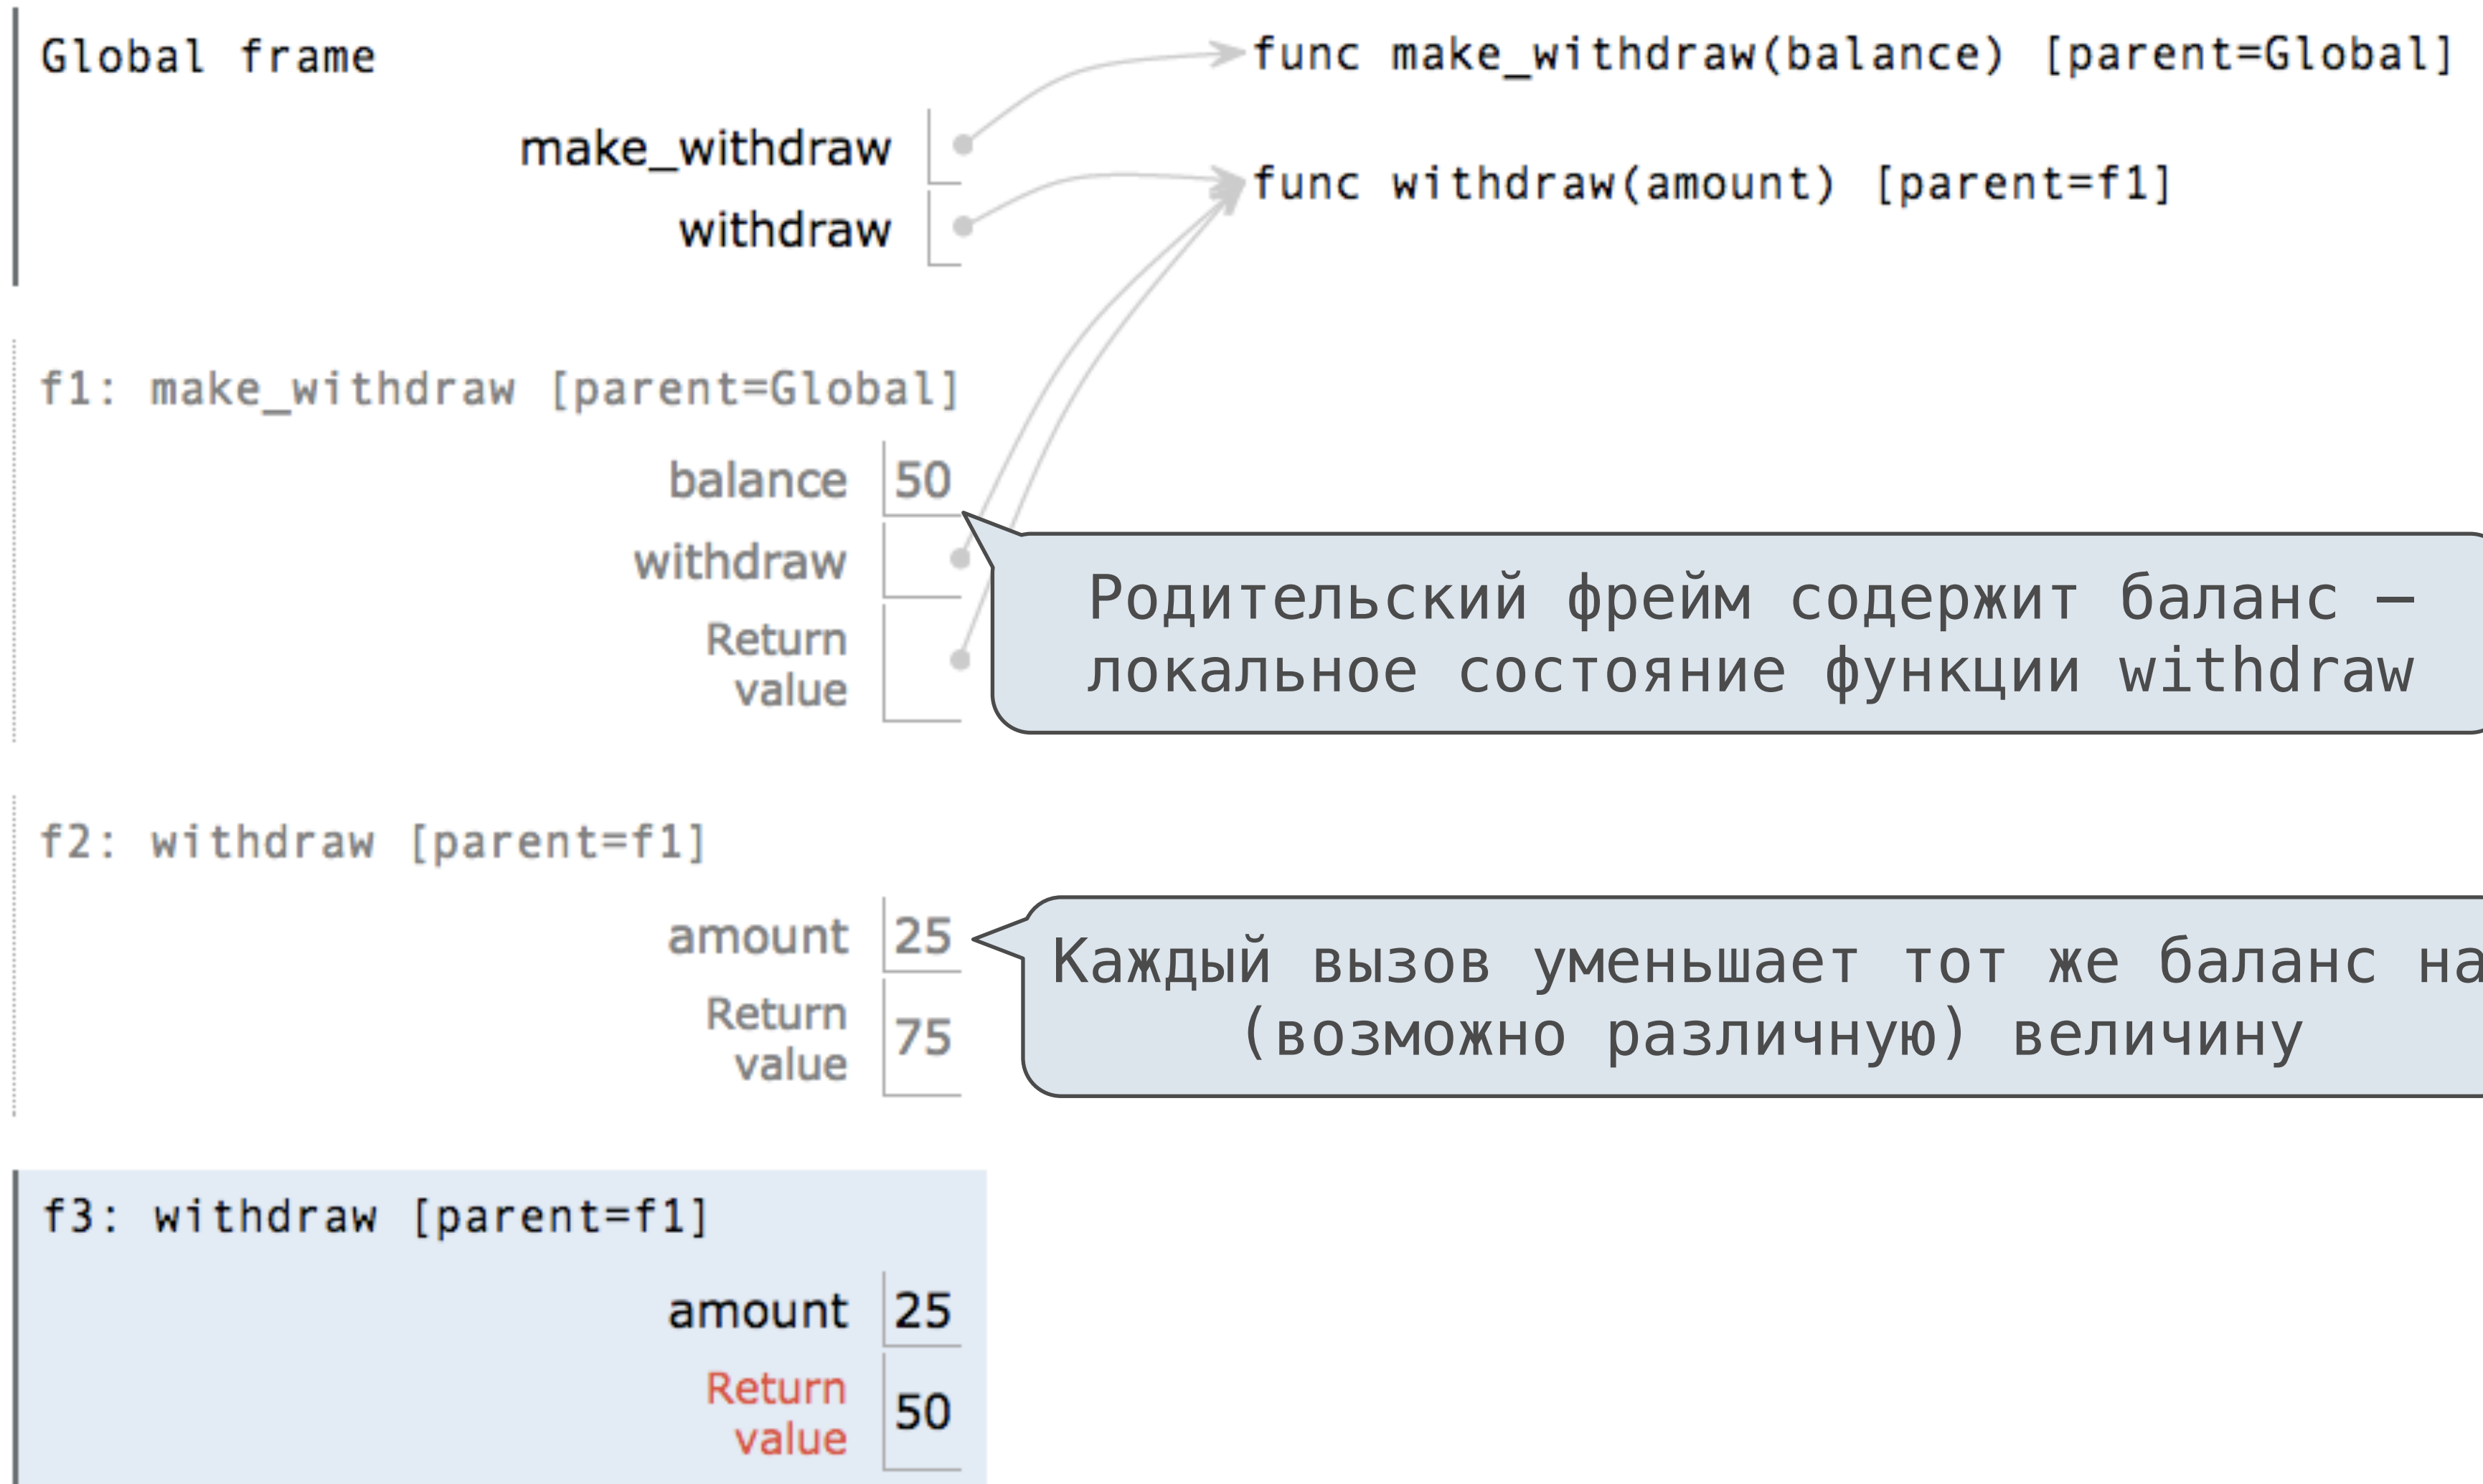 Global frame
func make_withdraw(balance) [parent=Global]
make_withdraw
func withdraw(amount) [parent=f1]
withdraw
f1: make_withdraw [parent=Global]
balance 50
withdraw
Return
value
Родительский фрейм содержит баланс —
локальное состояние функции withdraw
f2: withdraw [parent=f1]
amount 25
Return
value 75
Каждый вызов уменьшает тот же баланс на
(возможно различную) величину
f3: withdraw [parent=f1]
amount 25
Return
value 50